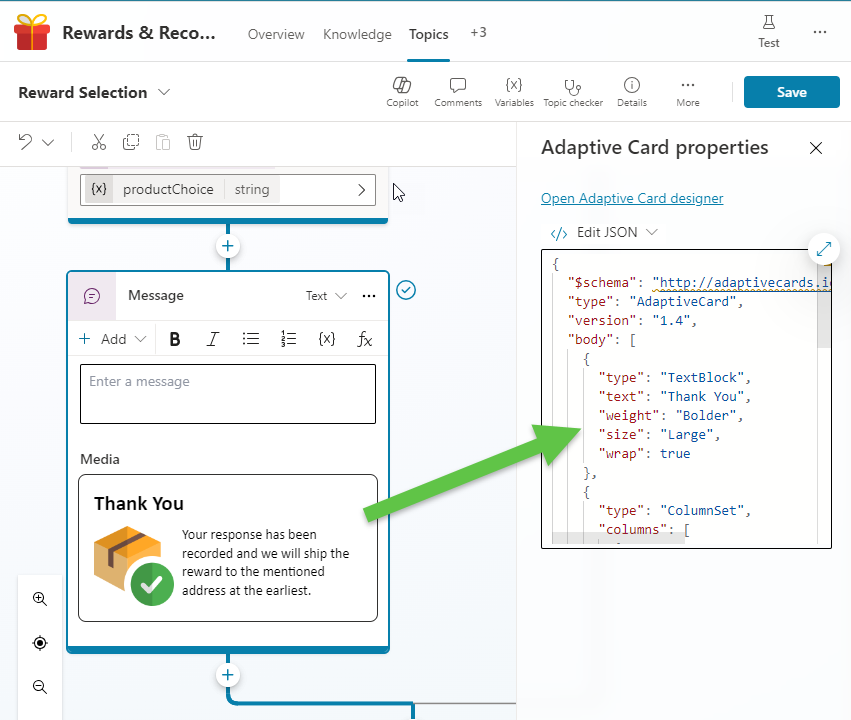 Rewards & Reco...
Overview
Knowledge
Topics
+3
Test
Reward Selection
Copilot
Comments
{x}
Variables
Topic checker
Details
More
Save
{x} productChoice string
Message
Text
+ Add
B I {x} fx
Enter a message
Media
Thank You
Your response has been
recorded and we will ship the
reward to the mentioned
address at the earliest.
Adaptive Card properties
Open Adaptive Card designer
</> Edit JSON
{
"$schema": "http://adaptivecards.i
"type": "AdaptiveCard",
"version": "1.4",
"body": [
{
"type": "TextBlock",
"text": "Thank You",
"weight": "Bolder",
"size": "Large",
"wrap": true
},
{
"type": "ColumnSet",
"columns": [